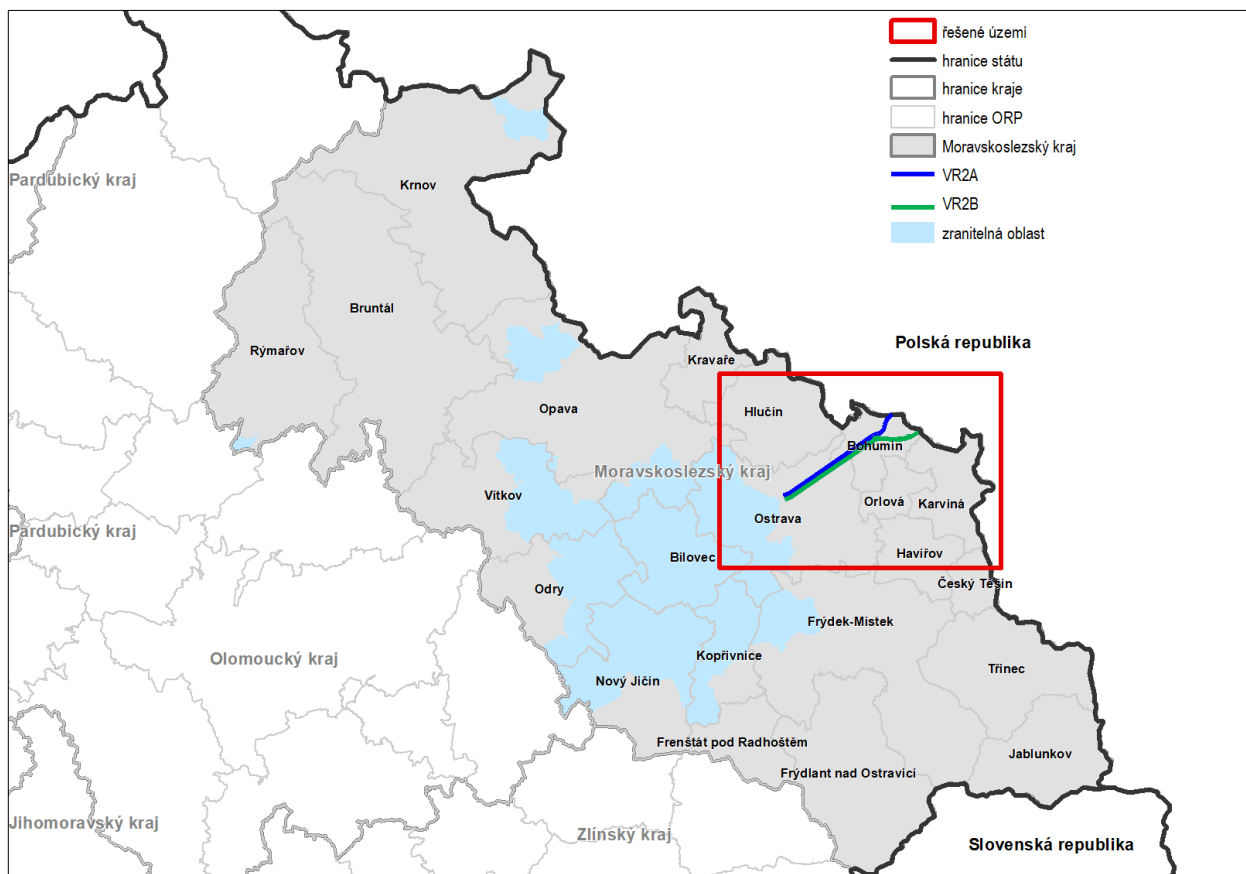 řešené území
hranice státu
hranice kraje
hranice ORP
Moravskoslezský kraj
VR2A
VR2B
zranitelná oblast
Pardubický kraj
Krnov
Bruntál
Rýmařov
Polská republika
Kravaře
Hlučín
Opava
Bohumín
Moravskoslezský kraj
Vítkov
Orlová
Karviná
Ostrava
Pardubický kraj
Bílovec
Havířov
Český Těšín
Odry
Frýdek-Místek
Olomoucký kraj
Kopřivnice
Třinec
Nový Jičín
Frenštát pod Radhoštěm
Jablunkov
Frýdlant nad Ostravicí
Jihomoravský kraj
Zlínský kraj
Slovenská republika